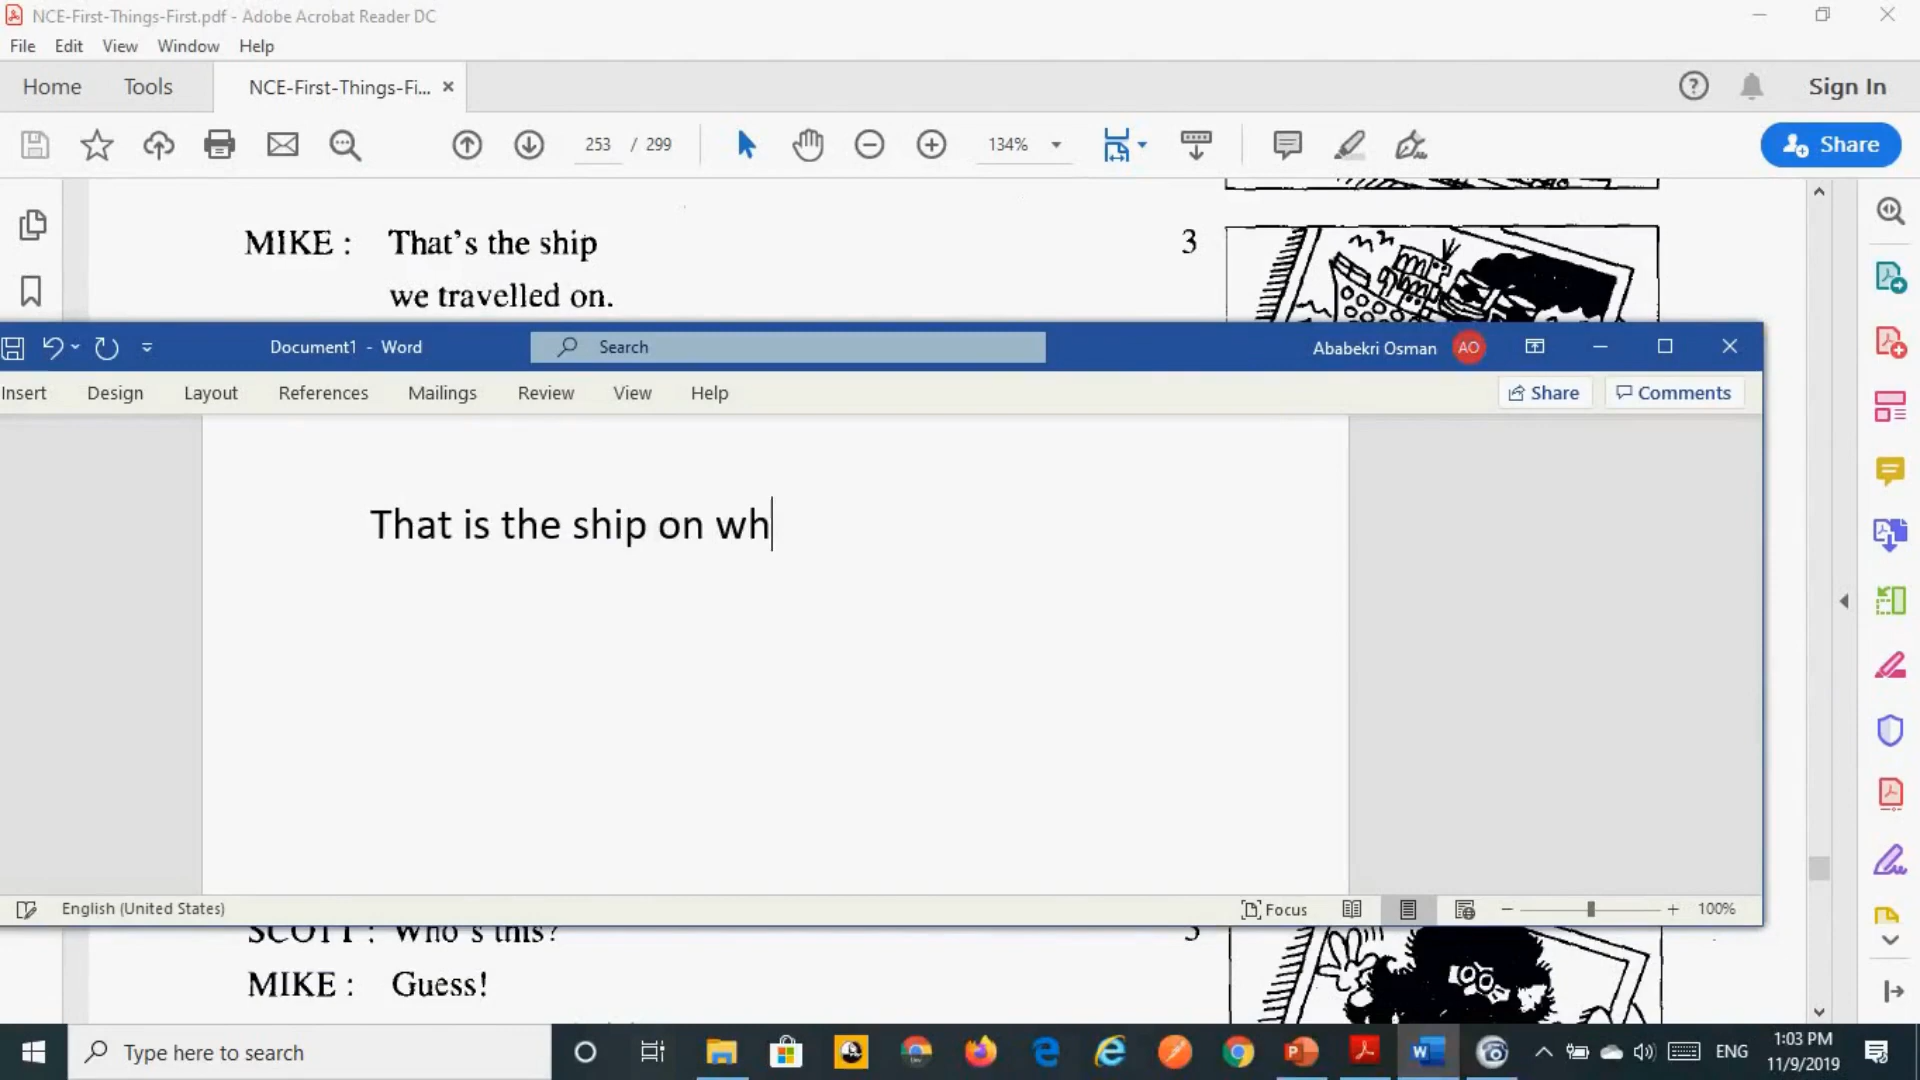 NCE-First-Things-First.pdf - Adobe Acrobat Reader DC
File Edit View Window Help
Home Tools NCE-First-Things-Fi... × Sign In
253 / 299 134% Share
MIKE : That's the ship 3
we travelled on.
Document1 - Word Search Ababekri Osman AO
Insert Design Layout References Mailings Review View Help Share Comments
That is the ship on wh
English (United States) Focus 100%
SCOTT : Who's this? 5
MIKE : Guess!
Type here to search ENG 1:03 PM
11/9/2019